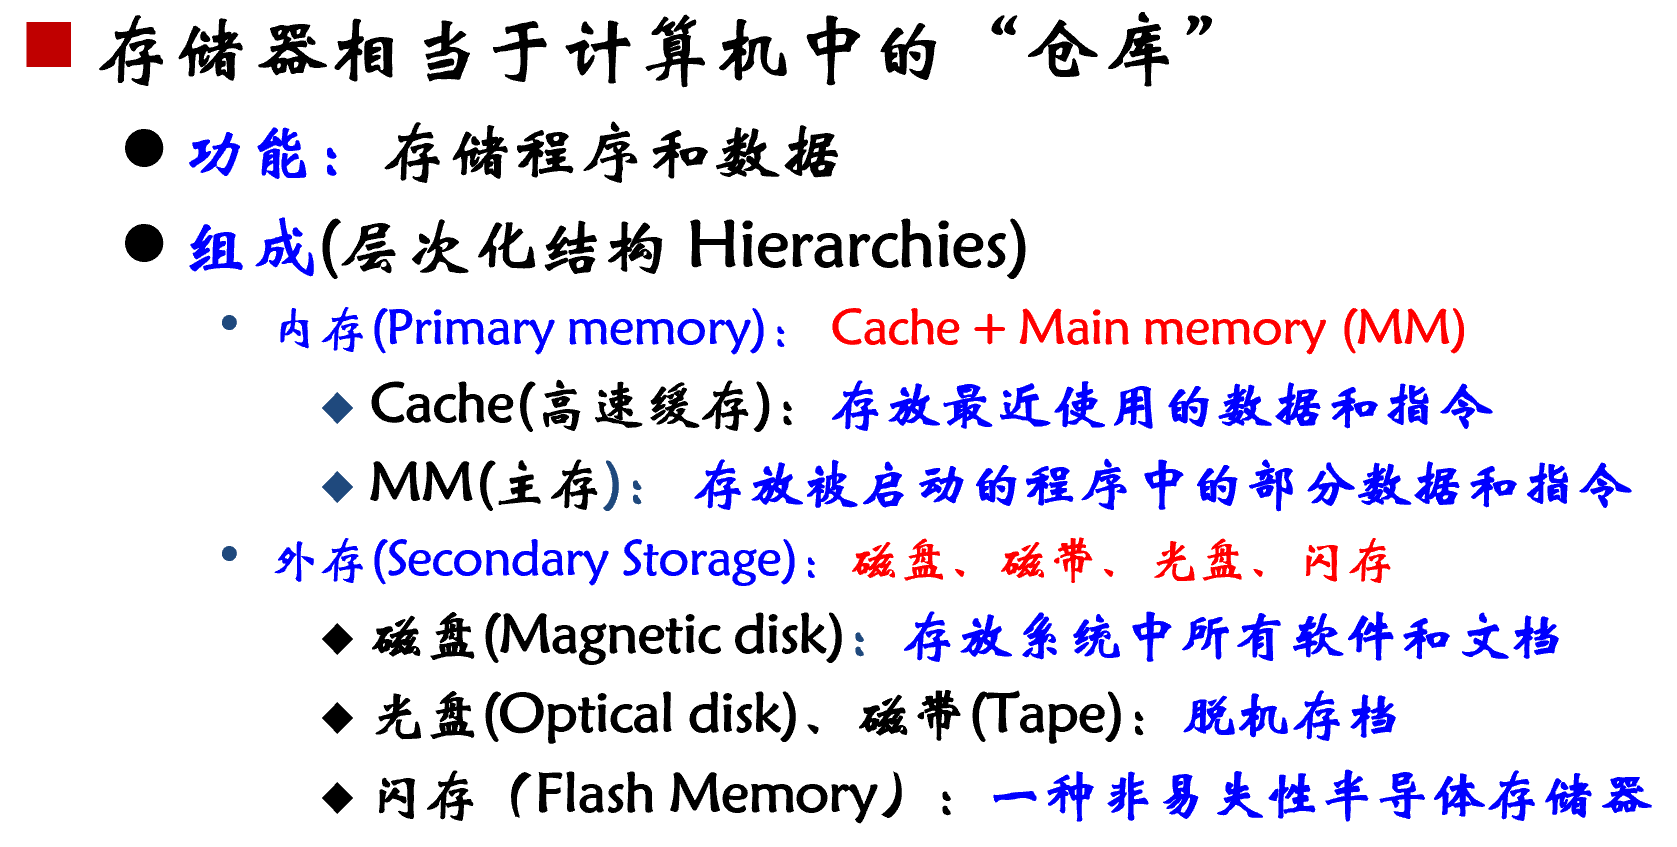 存储器相当于计算机中的“仓库”
功能：存储程序和数据
组成(层次化结构 Hierarchies)
内存(Primary memory)： Cache + Main memory (MM)
Cache(高速缓存)：存放最近使用的数据和指令
MM(主存)： 存放被启动的程序中的部分数据和指令
外存(Secondary Storage)：磁盘、磁带、光盘、闪存
磁盘(Magnetic disk)：存放系统中所有软件和文档
光盘(Optical disk)、磁带(Tape)：脱机存档
闪存（Flash Memory）：一种非易失性半导体存储器